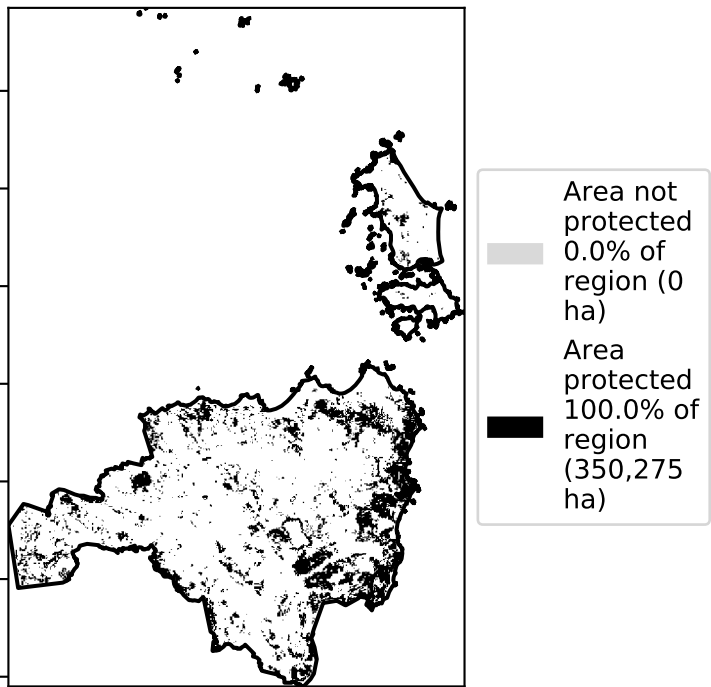 Area not
protected
0.0% of
region (0
ha)
Area
protected
100.0% of
region
(350,275
ha)